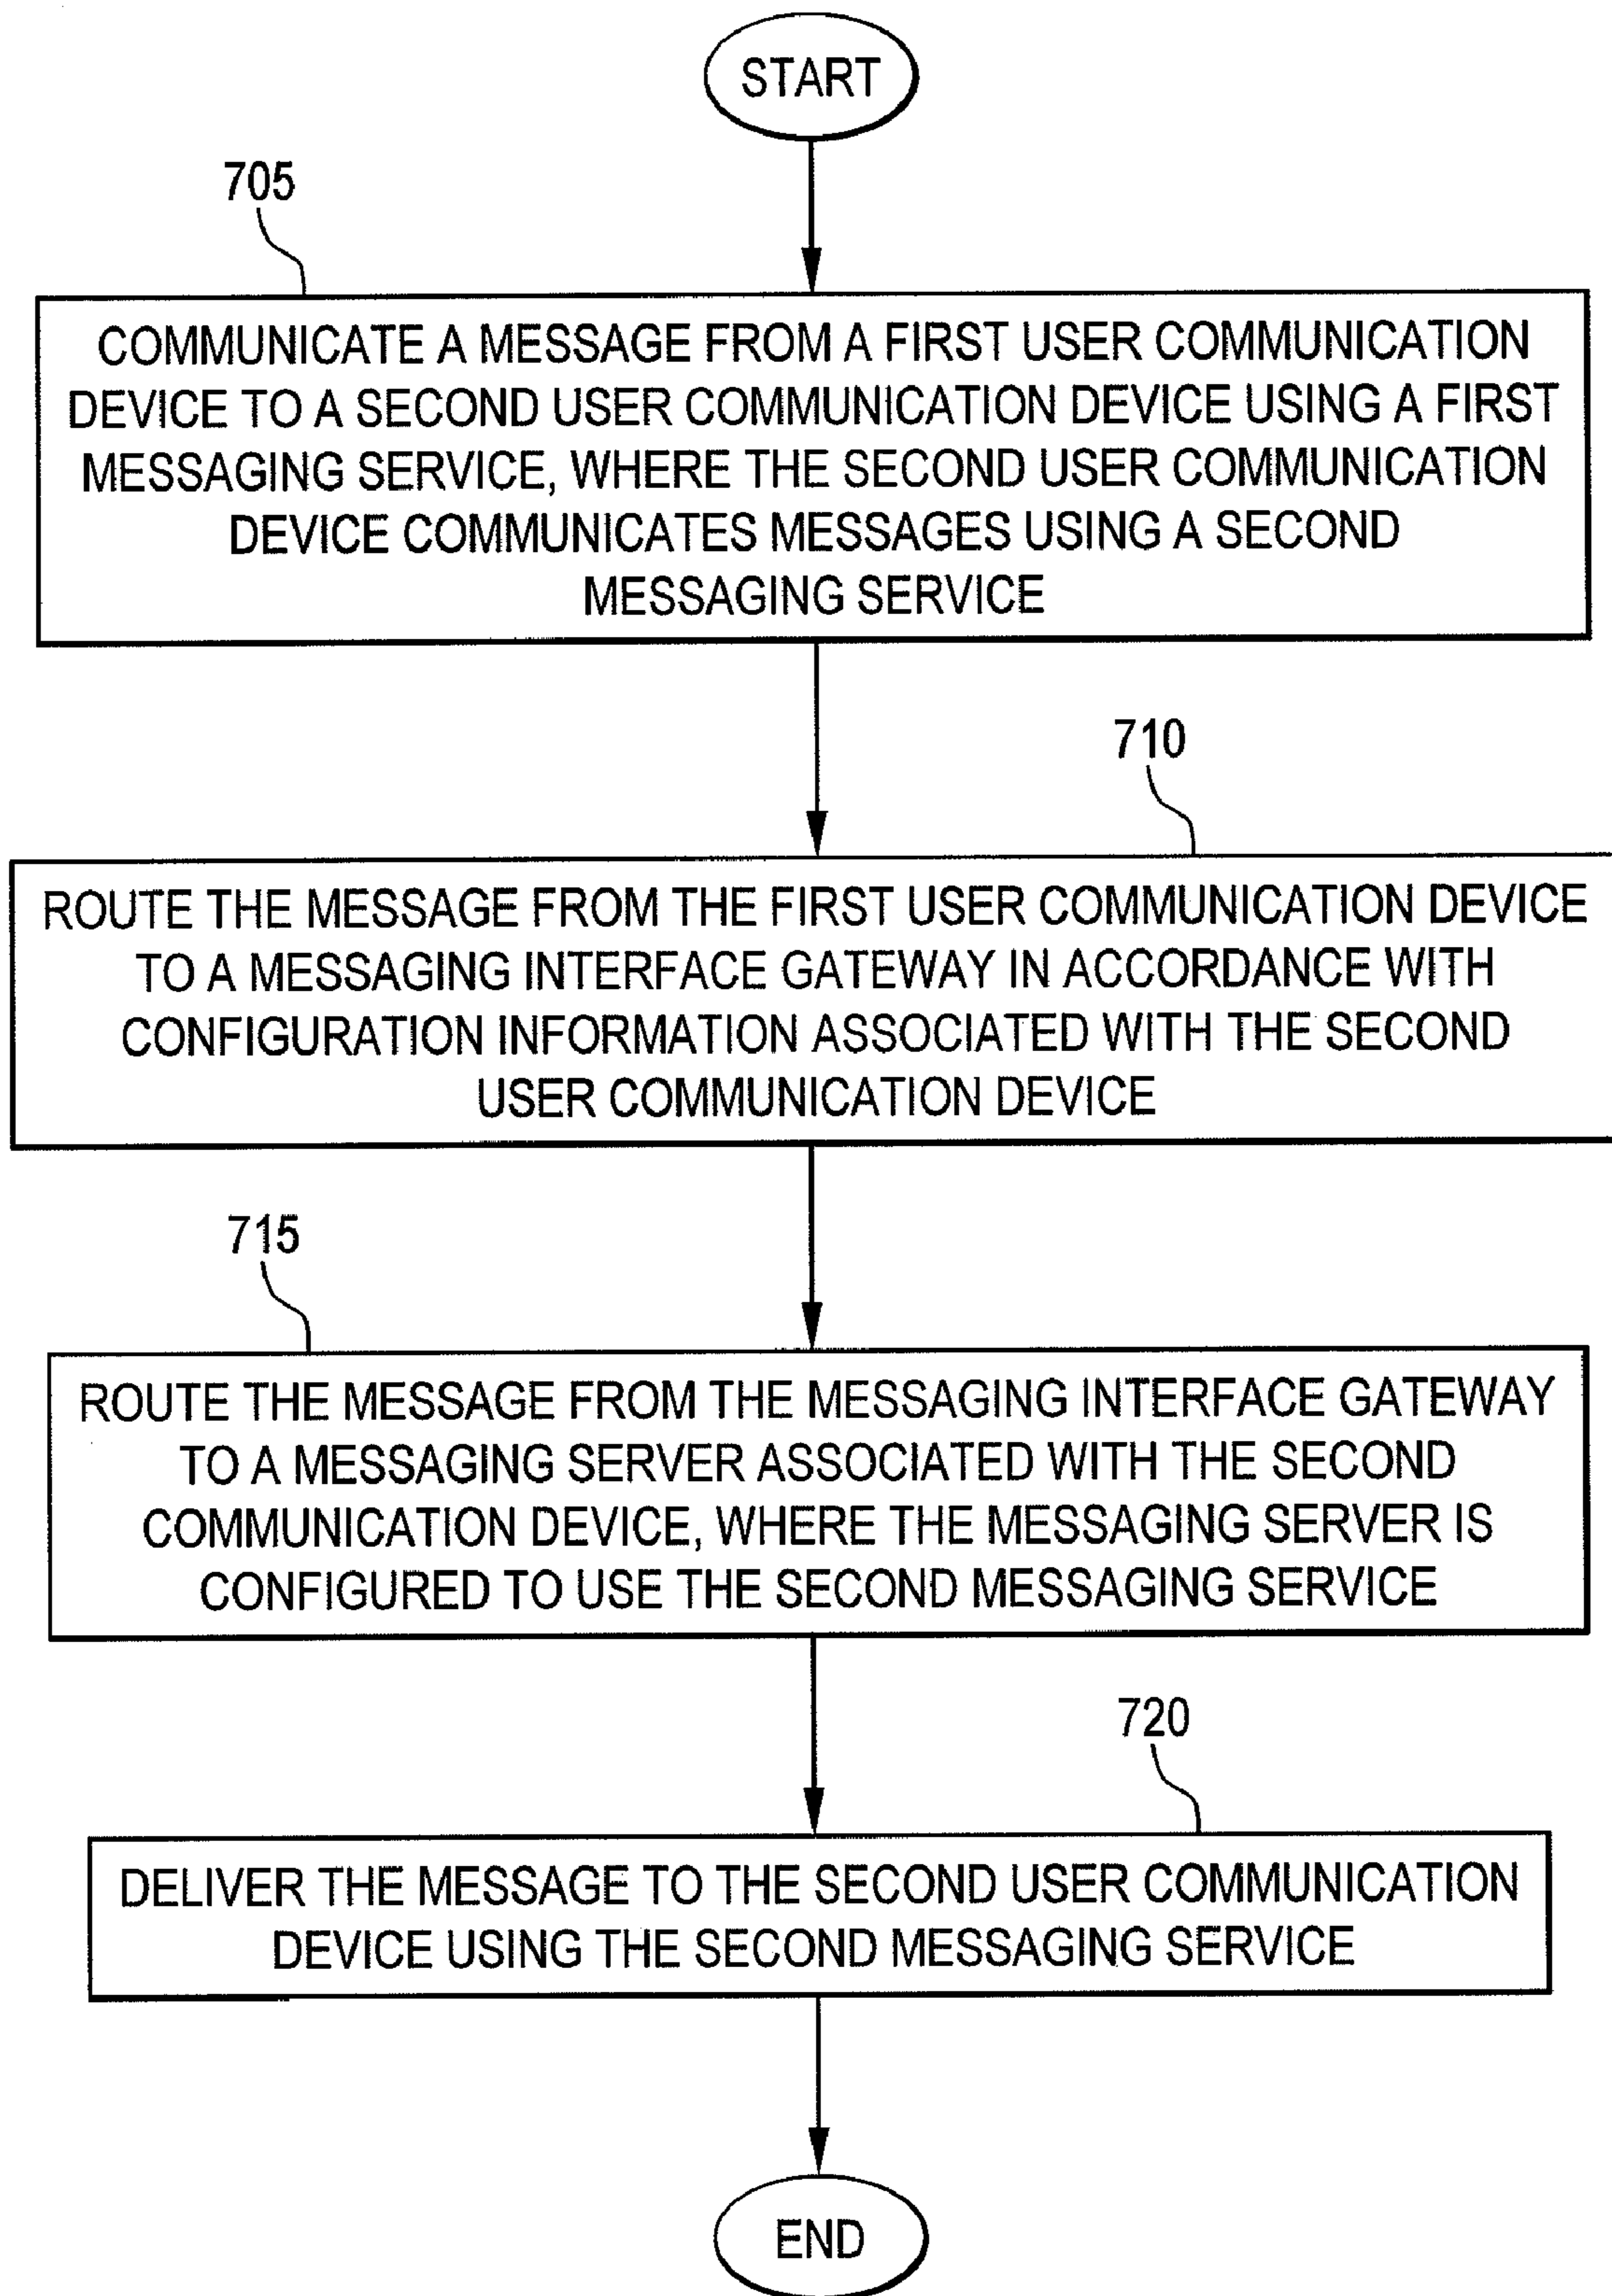 START
705
COMMUNICATE A MESSAGE FROM A FIRST USER COMMUNICATION
DEVICE TO A SECOND USER COMMUNICATION DEVICE USING A FIRST
MESSAGING SERVICE, WHERE THE SECOND USER COMMUNICATION
DEVICE COMMUNICATES MESSAGES USING A SECOND
MESSAGING SERVICE
710
ROUTE THE MESSAGE FROM THE FIRST USER COMMUNICATION DEVICE
TO A MESSAGING INTERFACE GATEWAY IN ACCORDANCE WITH
CONFIGURATION INFORMATION ASSOCIATED WITH THE SECOND
USER COMMUNICATION DEVICE
715
ROUTE THE MESSAGE FROM THE MESSAGING INTERFACE GATEWAY
TO A MESSAGING SERVER ASSOCIATED WITH THE SECOND
COMMUNICATION DEVICE, WHERE THE MESSAGING SERVER IS
CONFIGURED TO USE THE SECOND MESSAGING SERVICE
720
DELIVER THE MESSAGE TO THE SECOND USER COMMUNICATION
DEVICE USING THE SECOND MESSAGING SERVICE
END